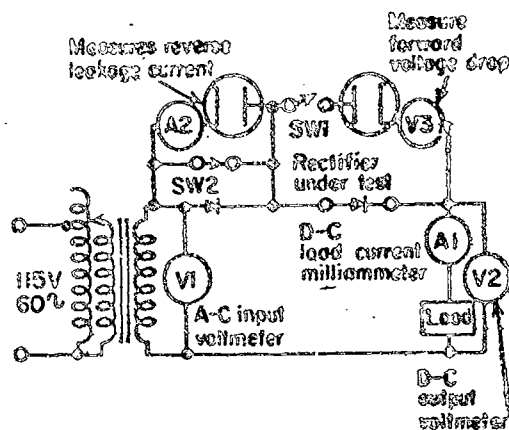 Measures reverse
leakage current
Measure
forward
voltage drop
A2
SW1
V3
SW2
Rectifier
under test
D-C
load current
milliammeter
A1
115V
60~
V1
V2
A-C input
voltmeter
Load
D-C
output
voltmeter